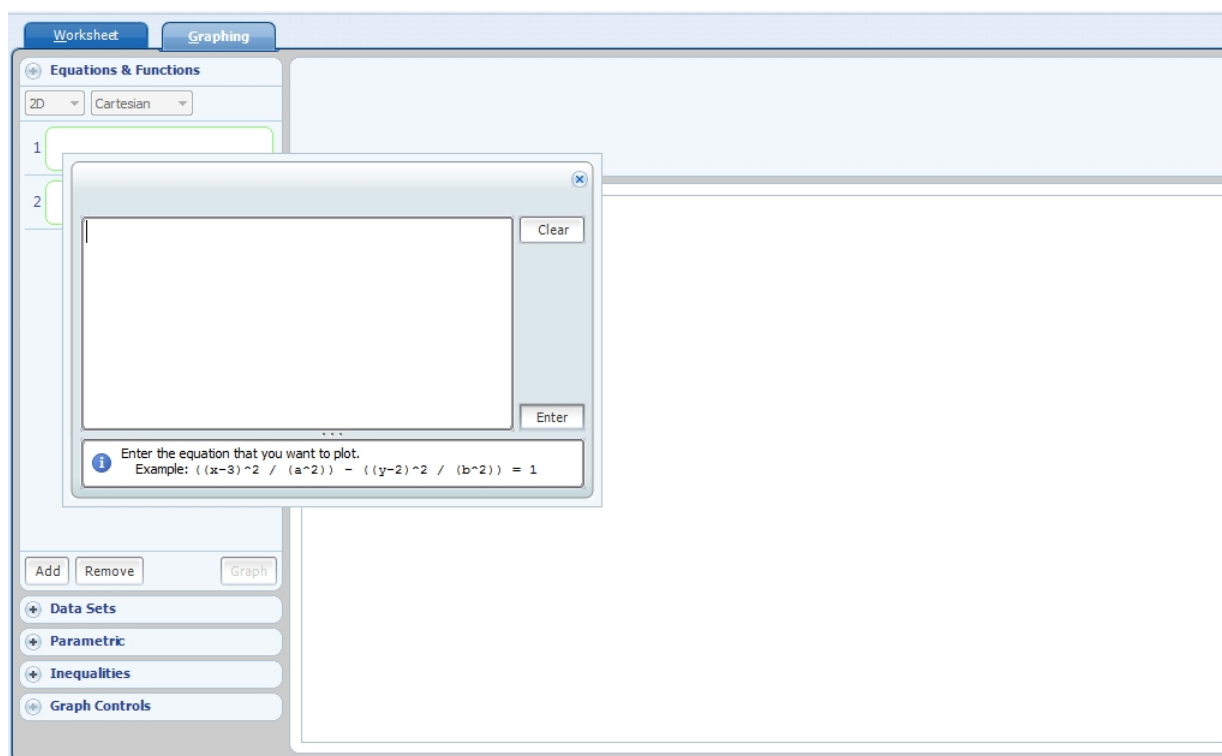 Worksheet Graphing
Equations & Functions
2D Cartesian
1
2
Clear
Enter
Enter the equation that you want to plot.
Example: ((x-3)^2 / (a^2)) - ((y-2)^2 / (b^2)) = 1
Add Remove Graph
Data Sets
Parametric
Inequalities
Graph Controls